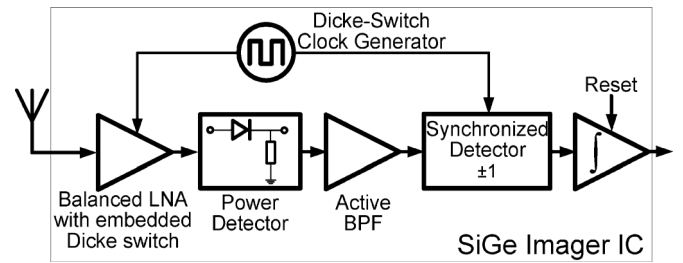 Dicke-Switch
Clock Generator
Reset
Synchronized
Detector
±1
∫
Balanced LNA
with embedded
Dicke switch
Power
Detector
Active
BPF
SiGe Imager IC